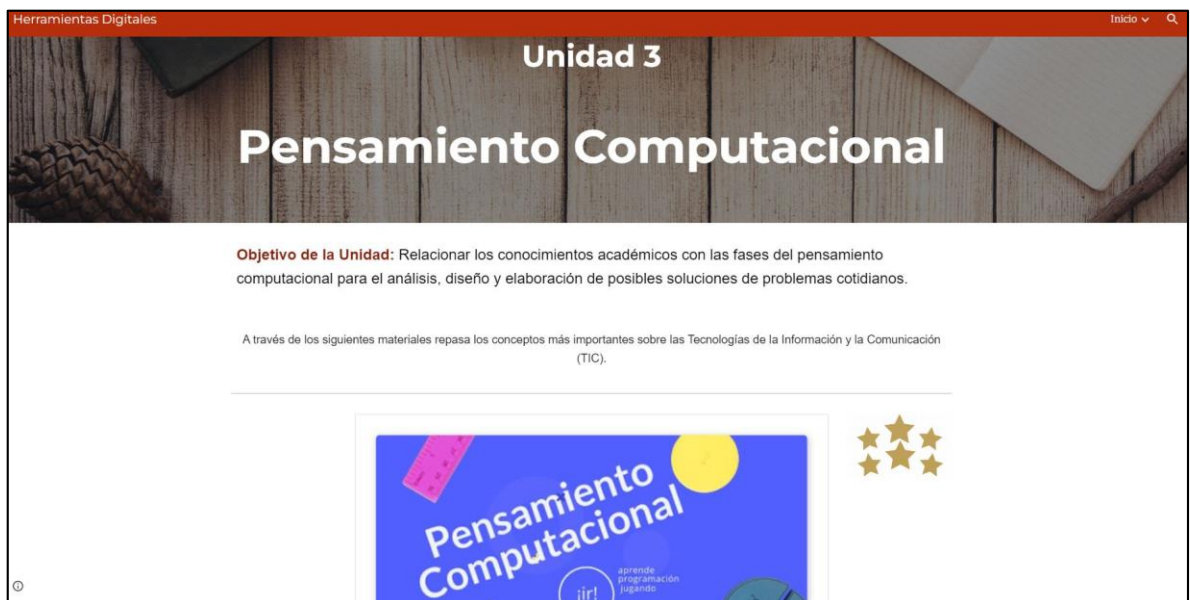 Herramientas Digitales
Inicio
Unidad 3
Pensamiento Computacional
Objetivo de la Unidad: Relacionar los conocimientos académicos con las fases del pensamiento
computacional para el análisis, diseño y elaboración de posibles soluciones de problemas cotidianos.
A través de los siguientes materiales repasa los conceptos más importantes sobre las Tecnologías de la Información y la Comunicación
(TIC).
Pensamiento
Computacional
¡ir!
aprende
programación
jugando